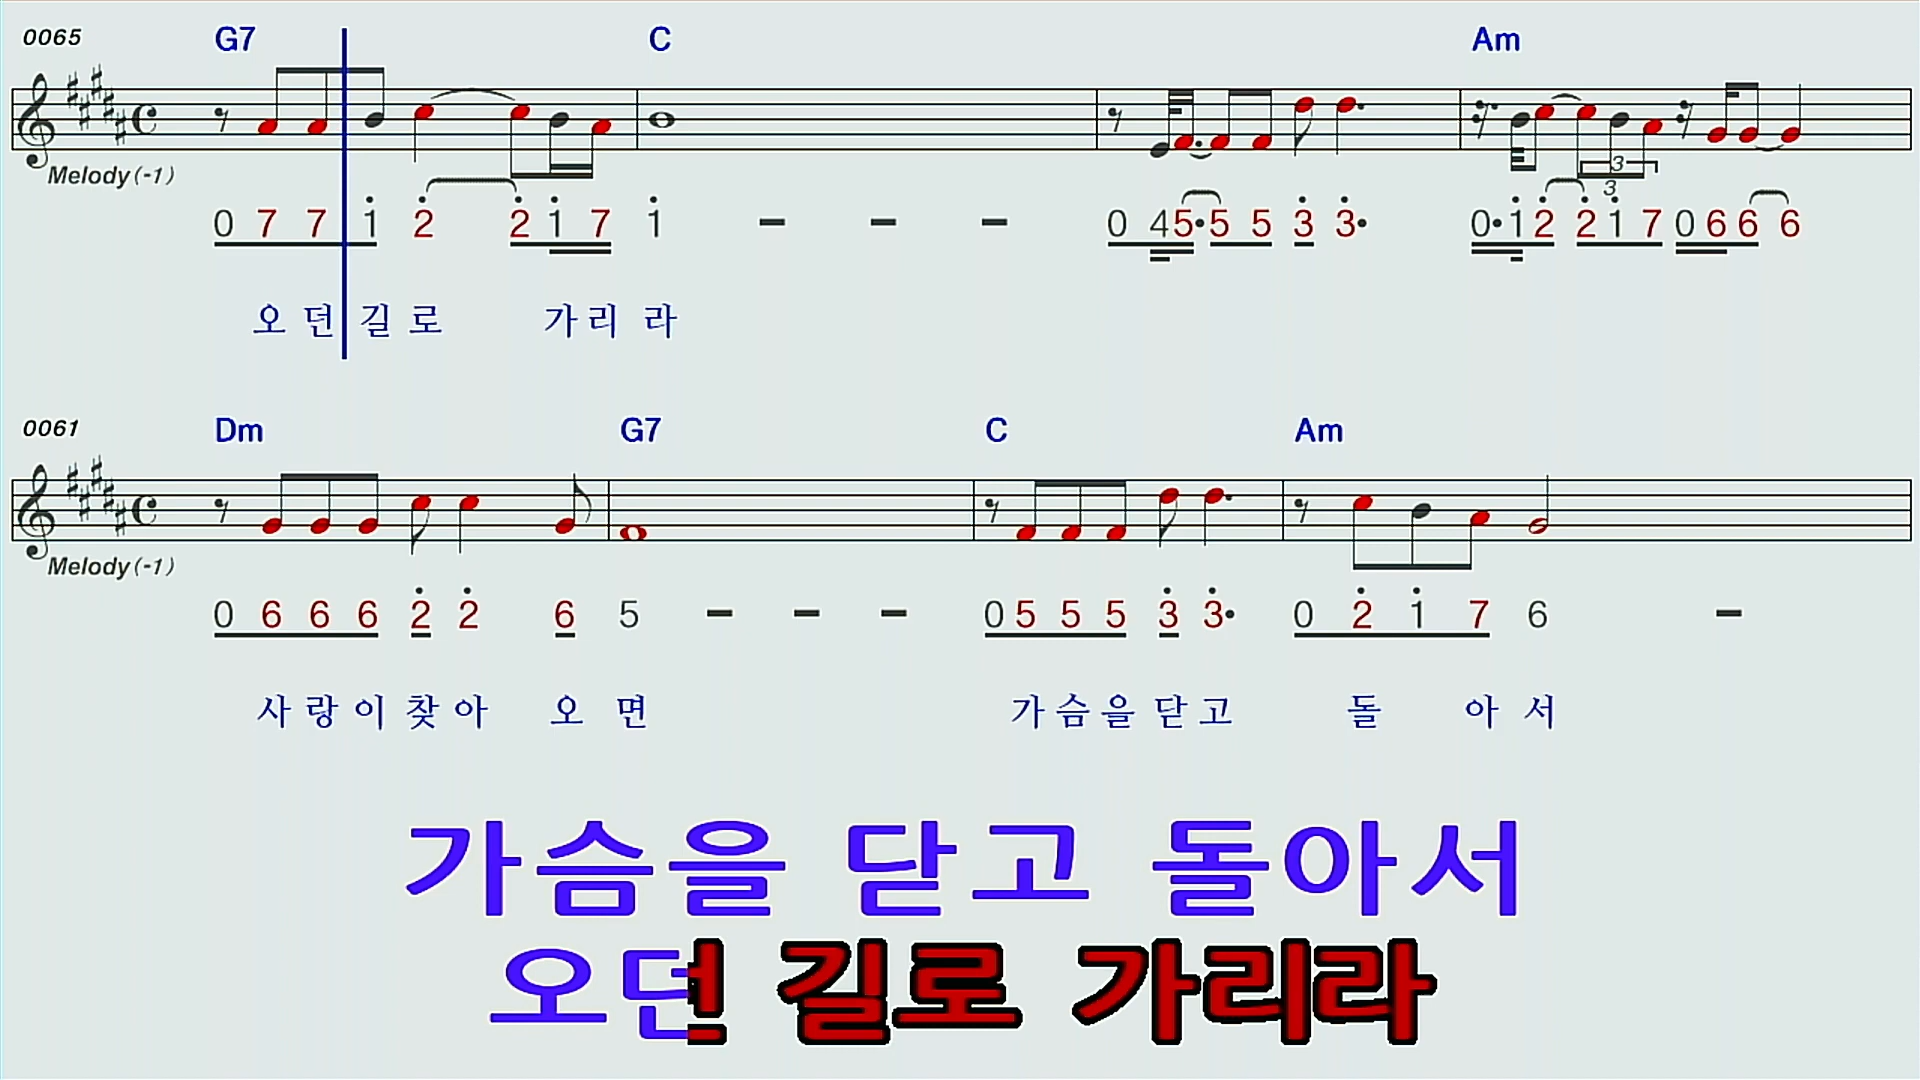 0065 G7 C Am
Melody(-1)
0 7 7 1 2 2 1 7 1 - - - 0 4 5· 5 5 3 3· 0· 1 2 2 1 7 0 6 6 6
3
3
오 던 길 로 가 리 라
0061 Dm G7 C Am
Melody(-1)
0 6 6 6 2 2 6 5 - - - 0 5 5 5 3 3· 0 2 1 7 6 -
사 랑 이 찾 아 오 면 가 슴 을 닫 고 돌 아 서
가슴을 닫고 돌아서
오던 길로 가리라